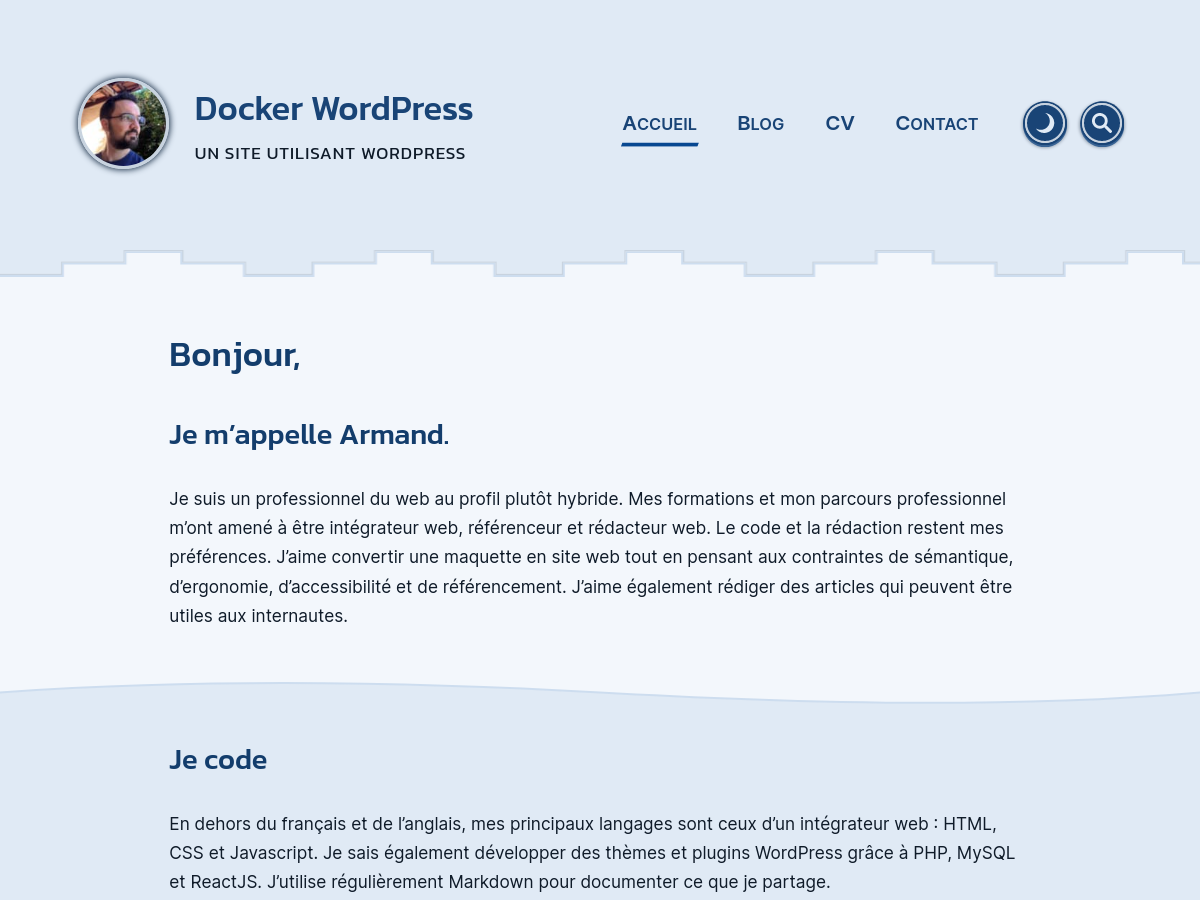 Docker WordPress
UN SITE UTILISANT WORDPRESS
Accueil
Blog
CV
Contact
Bonjour,
Je m’appelle Armand.
Je suis un professionnel du web au profil plutôt hybride. Mes formations et mon parcours professionnel
m’ont amené à être intégrateur web, référenceur et rédacteur web. Le code et la rédaction restent mes
préférences. J’aime convertir une maquette en site web tout en pensant aux contraintes de sémantique,
d’ergonomie, d’accessibilité et de référencement. J’aime également rédiger des articles qui peuvent être
utiles aux internautes.
Je code
En dehors du français et de l’anglais, mes principaux langages sont ceux d’un intégrateur web : HTML,
CSS et Javascript. Je sais également développer des thèmes et plugins WordPress grâce à PHP, MySQL
et ReactJS. J’utilise régulièrement Markdown pour documenter ce que je partage.